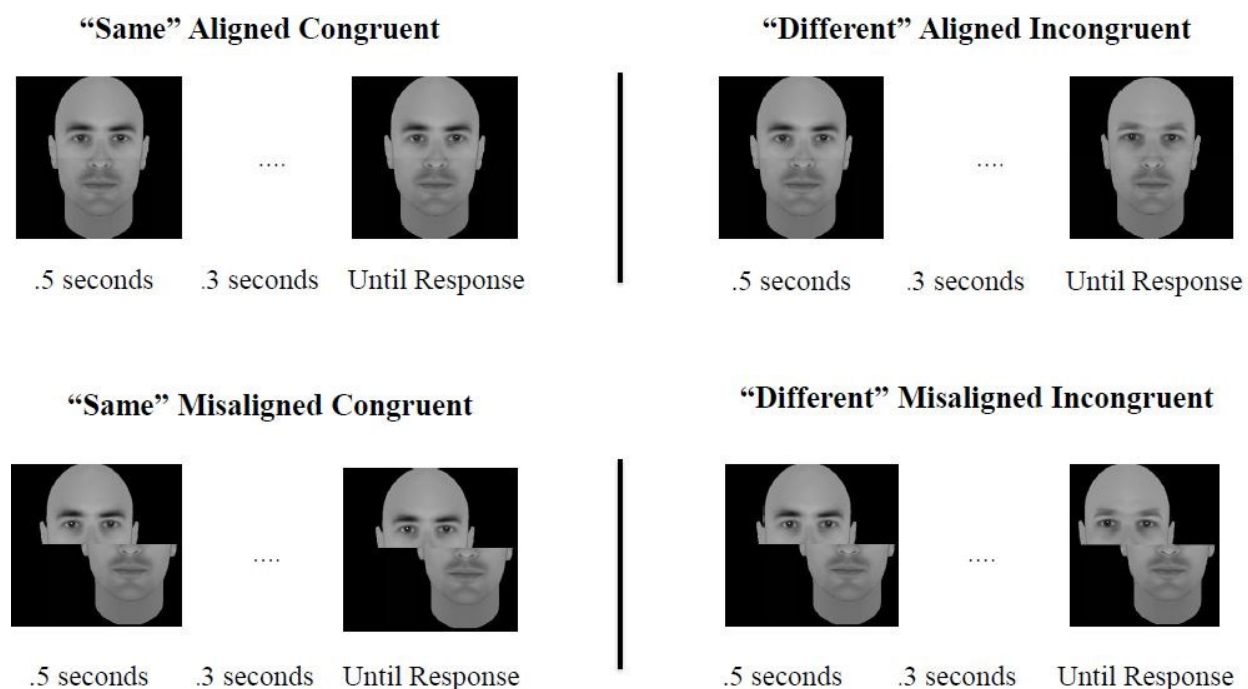 “Same” Aligned Congruent
“Different” Aligned Incongruent
....
....
.5 seconds .3 seconds Until Response
.5 seconds .3 seconds Until Response
“Same” Misaligned Congruent
“Different” Misaligned Incongruent
....
....
.5 seconds .3 seconds Until Response
.5 seconds .3 seconds Until Response